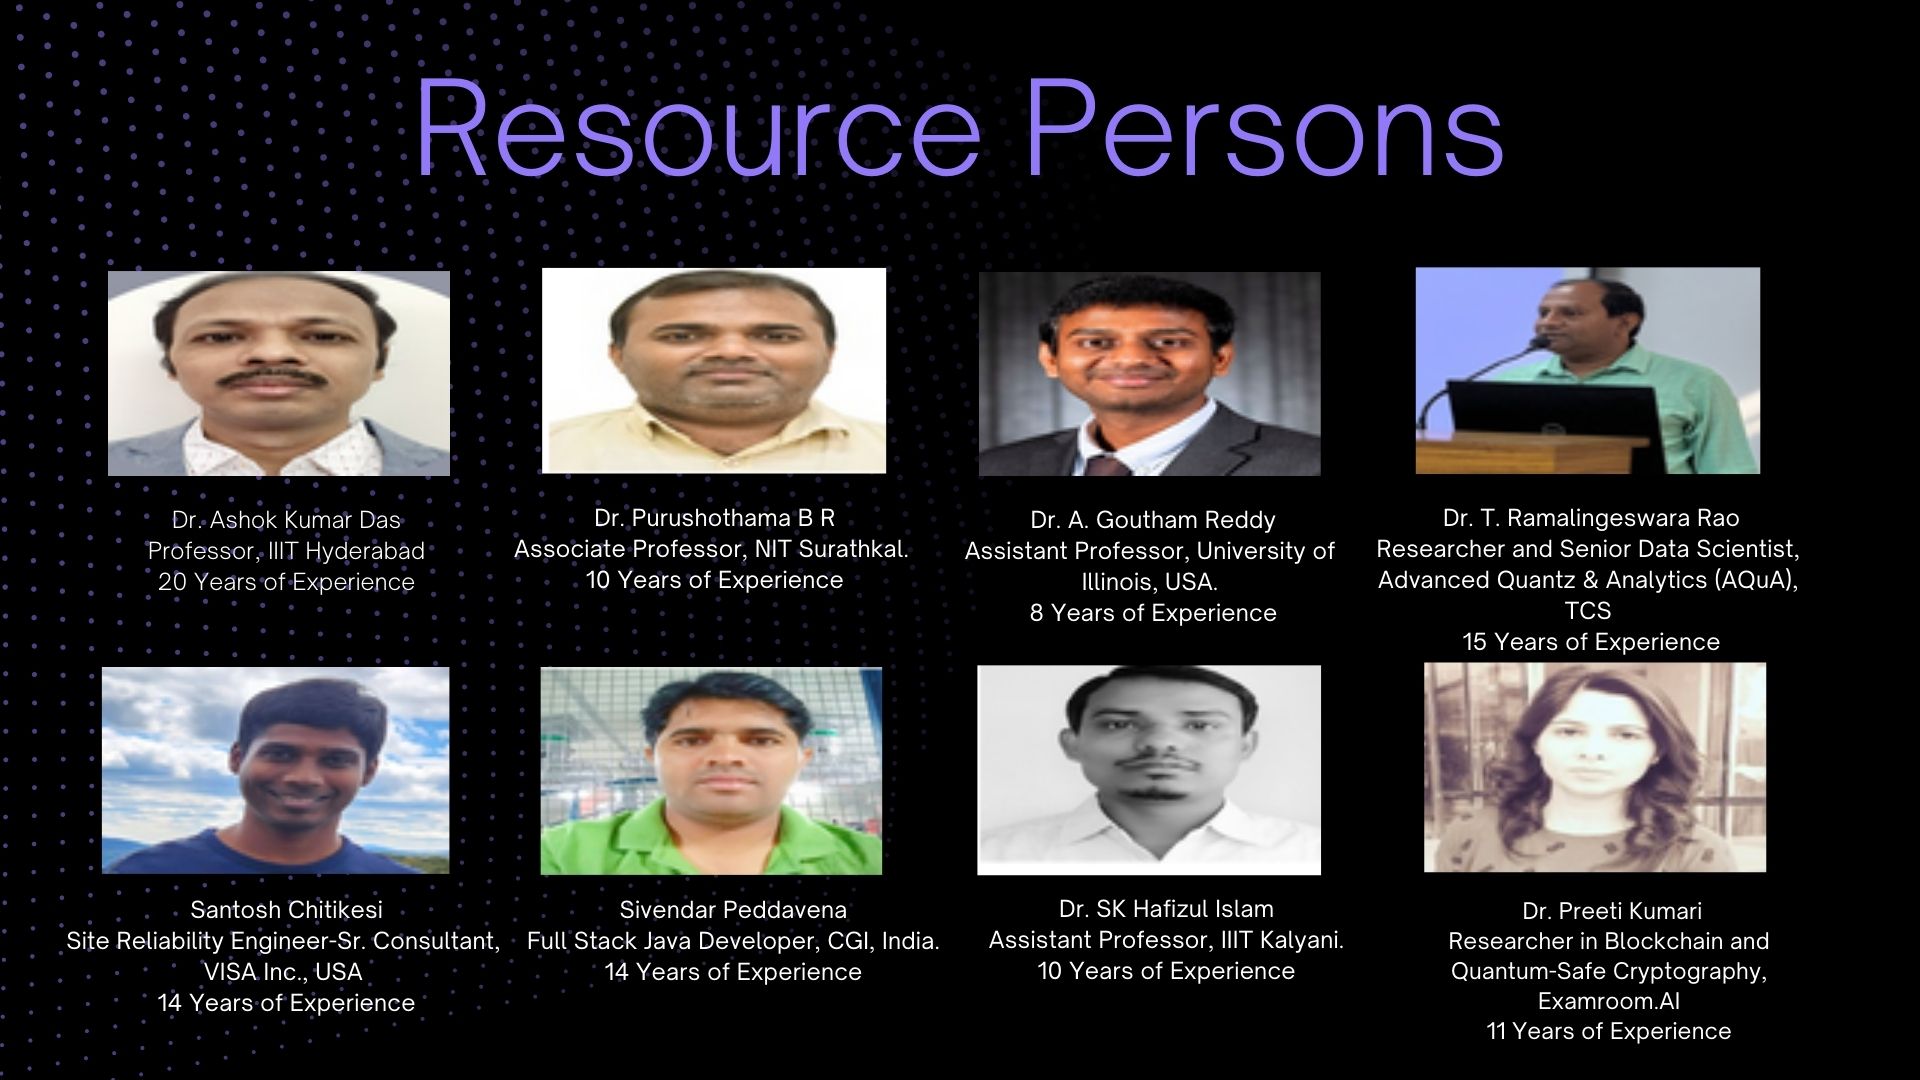 Resource Persons
Dr. Ashok Kumar Das
Professor, IIIT Hyderabad
20 Years of Experience
Dr. Purushothama B R
Associate Professor, NIT Surathkal.
10 Years of Experience
Dr. A. Goutham Reddy
Assistant Professor, University of
Illinois, USA.
8 Years of Experience
Dr. T. Ramalingeswara Rao
Researcher and Senior Data Scientist,
Advanced Quantz & Analytics (AQuA),
TCS
15 Years of Experience
Santosh Chitikesi
Site Reliability Engineer-Sr. Consultant,
VISA Inc., USA
14 Years of Experience
Sivendar Peddavena
Full Stack Java Developer, CGI, India.
14 Years of Experience
Dr. SK Hafizul Islam
Assistant Professor, IIIT Kalyani.
10 Years of Experience
Dr. Preeti Kumari
Researcher in Blockchain and
Quantum-Safe Cryptography,
Examroom.AI
11 Years of Experience